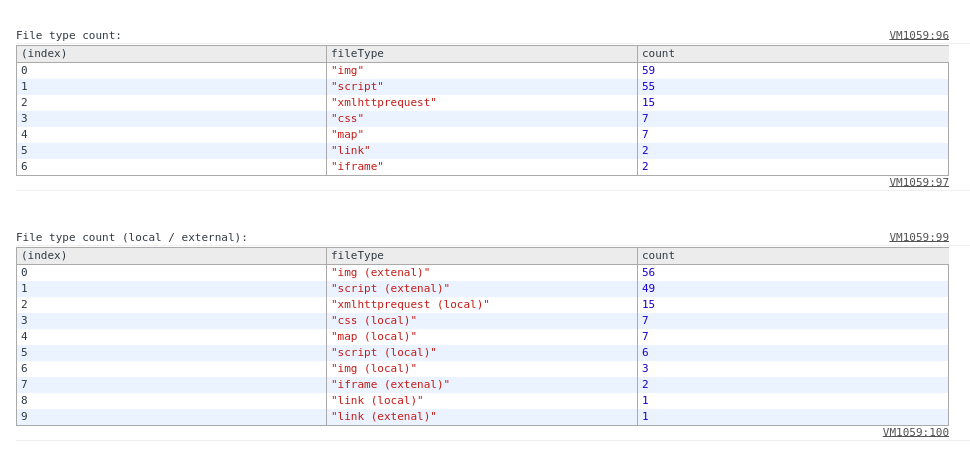 File type count: VM1059:96
(index) fileType count
0 "img" 59
1 "script" 55
2 "xmlhttprequest" 15
3 "css" 7
4 "map" 7
5 "link" 2
6 "iframe" 2
VM1059:97
File type count (local / external): VM1059:99
(index) fileType count
0 "img (extenal)" 56
1 "script (extenal)" 49
2 "xmlhttprequest (local)" 15
3 "css (local)" 7
4 "map (local)" 7
5 "script (local)" 6
6 "img (local)" 3
7 "iframe (extenal)" 2
8 "link (local)" 1
9 "link (extenal)" 1
VM1059:100